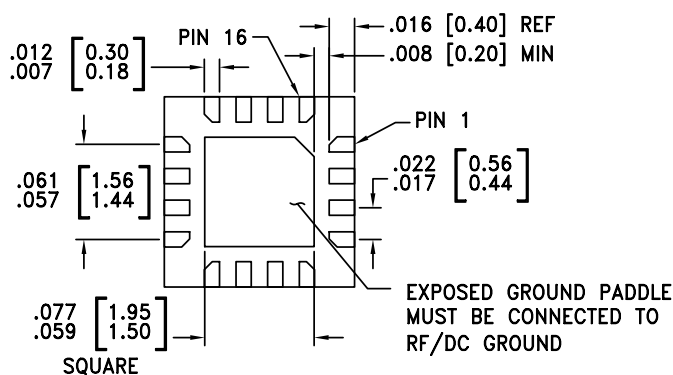 .016 [0.40] REF
PIN 16
.008 [0.20] MIN
.012 [0.30]
.007 [0.18]
PIN 1
.022 [0.56]
.017 [0.44]
.061 [1.56]
.057 [1.44]
EXPOSED GROUND PADDLE
MUST BE CONNECTED TO
RF/DC GROUND
.077 [1.95]
.059 [1.50]
SQUARE